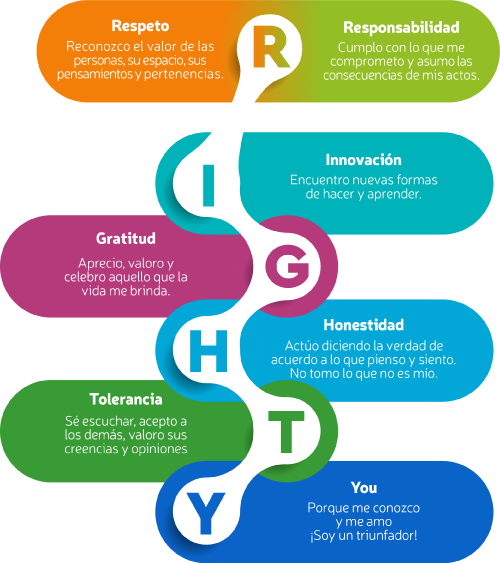 Respeto
Reconozco el valor de las
personas, su espacio, sus
pensamientos y pertenencias.
R
Responsabilidad
Cumplo con lo que me
comprometo y asumo las
consecuencias de mis actos.
I
Innovación
Encuentro nuevas formas
de hacer y aprender.
Gratitud
Aprecio, valoro y
celebro aquello que la
vida me brinda.
G
H
Honestidad
Actúo diciendo la verdad de
acuerdo a lo que pienso y siento.
No tomo lo que no es mío.
Tolerancia
Sé escuchar, acepto a
los demás, valoro sus
creencias y opiniones
T
Y
You
Porque me conozco
y me amo
¡Soy un triunfador!